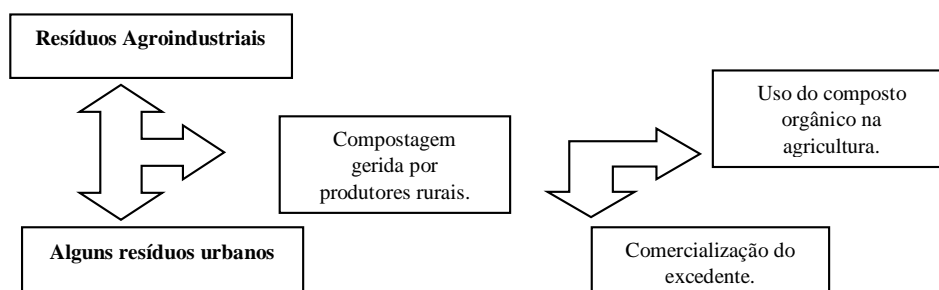 Resíduos Agroindustriais
Alguns resíduos urbanos
Compostagem
gerida por
produtores rurais.
Uso do composto
orgânico na
agricultura.
Comercialização do
excedente.